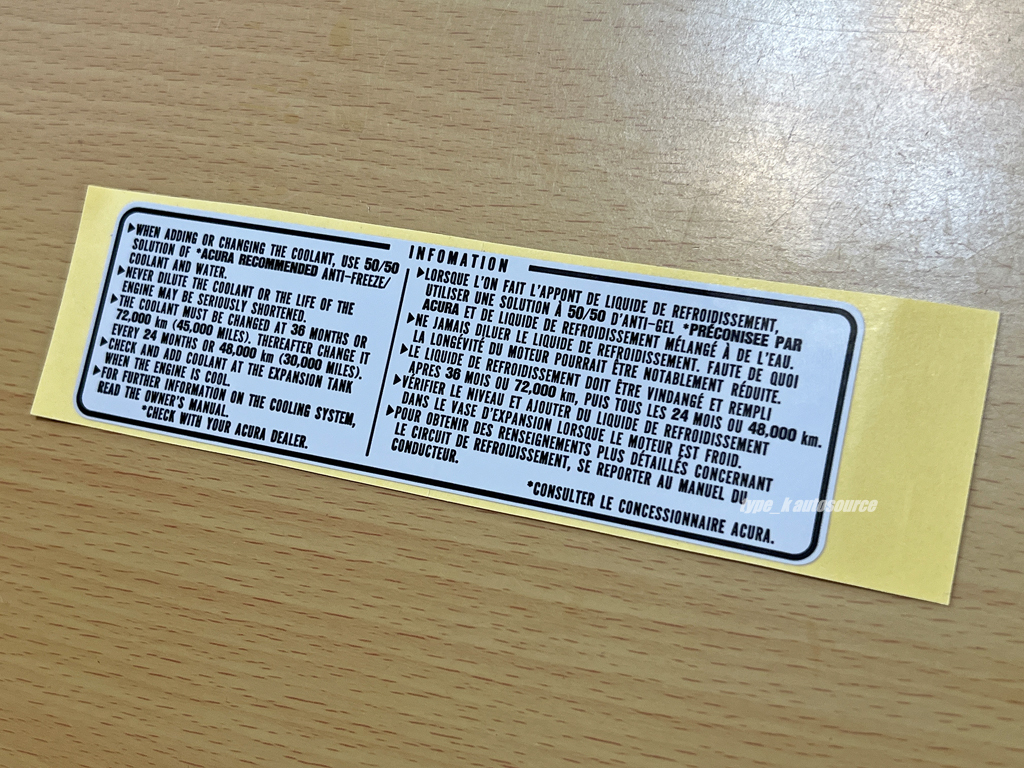 INFOMATION
▶WHEN ADDING OR CHANGING THE COOLANT, USE 50/50
SOLUTION OF *ACURA RECOMMENDED ANTI-FREEZE/
COOLANT AND WATER.
▶NEVER DILUTE THE COOLANT OR THE LIFE OF THE
ENGINE MAY BE SERIOUSLY SHORTENED.
▶THE COOLANT MUST BE CHANGED AT 36 MONTHS OR
72,000 km (45,000 MILES). THEREAFTER CHANGE IT
EVERY 24 MONTHS OR 48,000 km (30,000 MILES).
▶CHECK AND ADD COOLANT AT THE EXPANSION TANK
WHEN THE ENGINE IS COOL.
▶FOR FURTHER INFORMATION ON THE COOLING SYSTEM,
READ THE OWNER'S MANUAL.
*CHECK WITH YOUR ACURA DEALER.
▶LORSQUE L'ON FAIT L'APPONT DE LIQUIDE DE REFROIDISSEMENT,
UTILISER UNE SOLUTION À 50/50 D'ANTI-GEL *PRÉCONISEE PAR
ACURA ET DE LIQUIDE DE REFROIDISSEMENT MÉLANGÉ À DE L'EAU.
▶NE JAMAIS DILUER LE LIQUIDE DE REFROIDISSEMENT. FAUTE DE QUOI
LA LONGÉVITÉ DU MOTEUR POURRAIT ÊTRE NOTABLEMENT RÉDUITE.
▶LE LIQUIDE DE REFROIDISSEMENT DOIT ÊTRE VINDANGÉ ET REMPLI
APRES 36 MOIS OU 72,000 km, PUIS TOUS LES 24 MOIS OU 48,000 km.
▶VÉRIFIER LE NIVEAU ET AJOUTER DU LIQUIDE DE REFROIDISSEMENT
DANS LE VASE D'EXPANSION LORSQUE LE MOTEUR EST FROID.
▶POUR OBTENIR DES RENSEIGNEMENTS PLUS DÉTAILLÉS CONCERNANT
LE CIRCUIT DE REFROIDISSEMENT, SE REPORTER AU MANUEL DU
CONDUCTEUR.
*CONSULTER LE CONCESSIONNAIRE ACURA.
type_k autosource